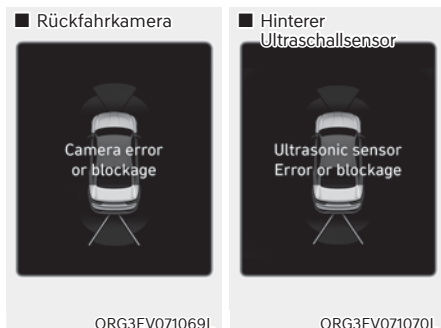 ■ Rückfahrkamera
Camera error
or blockage
ORG3EV071069L
■ Hinterer
Ultraschallsensor
Ultrasonic sensor
Error or blockage
ORG3EV071070L